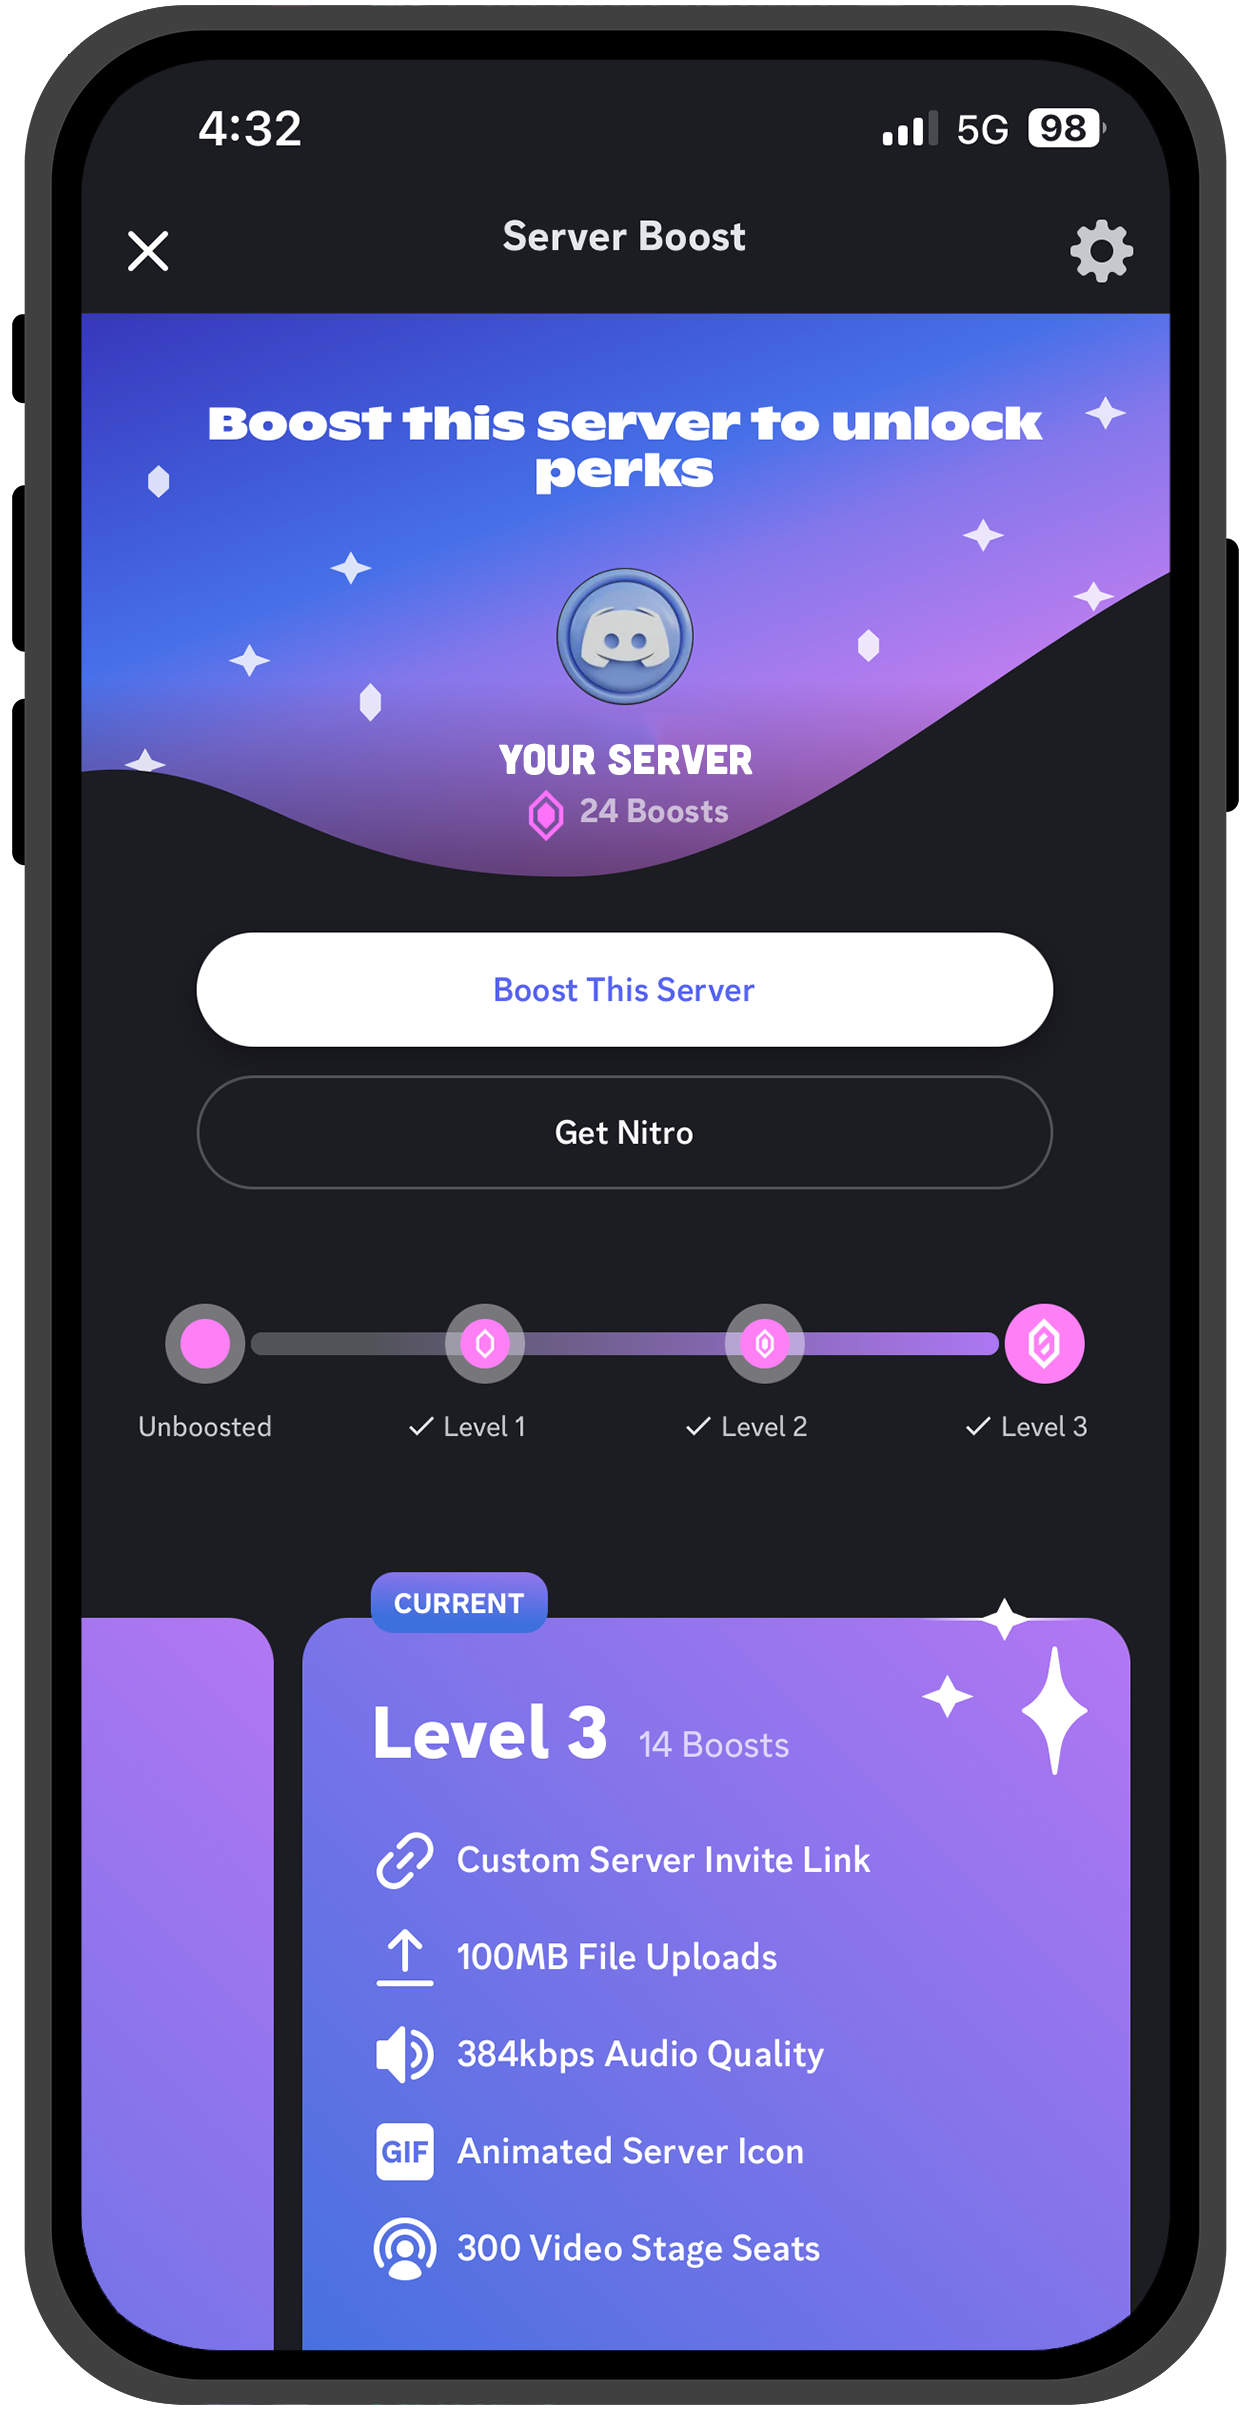 4:32
5G
98
Server Boost
Boost this server to unlock
perks
YOUR SERVER
24 Boosts
Boost This Server
Get Nitro
Unboosted
Level 1
Level 2
Level 3
CURRENT
Level 3 14 Boosts
Custom Server Invite Link
100MB File Uploads
384kbps Audio Quality
GIF Animated Server Icon
300 Video Stage Seats